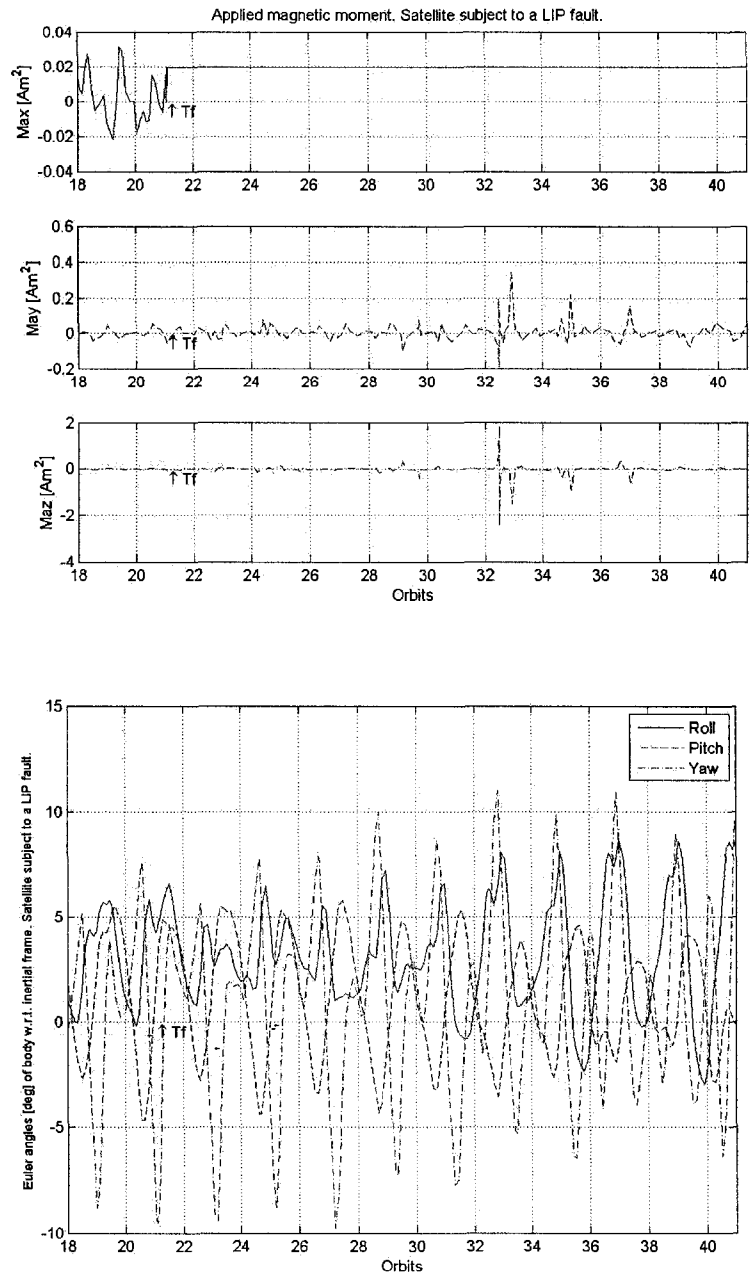 Applied magnetic moment. Satellite subject to a LIP fault.
Max [Am²]
0.04
0.02
0
-0.02
-0.04
↑ Tf
18 20 22 24 26 28 30 32 34 36 38 40
May [Am²]
0.6
0.4
0.2
0
-0.2
↑ Tf
18 20 22 24 26 28 30 32 34 36 38 40
Maz [Am²]
2
0
-2
-4
↑ Tf
18 20 22 24 26 28 30 32 34 36 38 40
Orbits
Euler angles [deg] of body w.r.t. inertial frame. Satellite subject to a LIP fault.
15
10
5
0
-5
-10
Roll
Pitch
Yaw
↑ Tf
18 20 22 24 26 28 30 32 34 36 38 40
Orbits